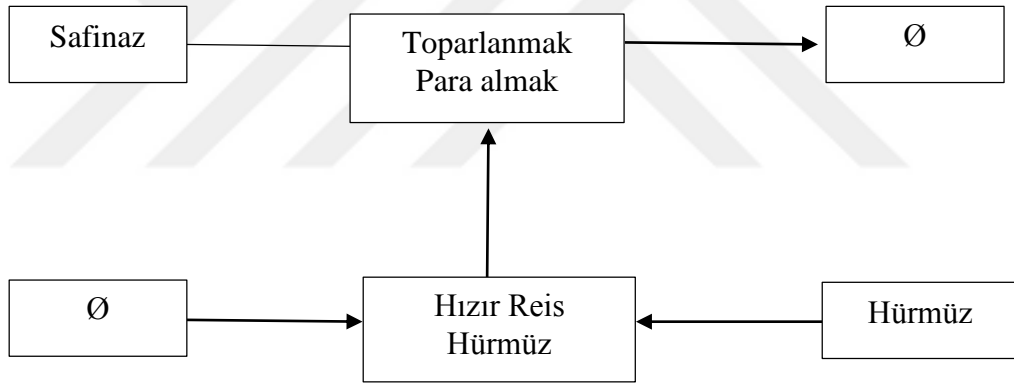 Safinaz
Toparlanmak
Para almak
Ø
Ø
Hızır Reis
Hürmüz
Hürmüz